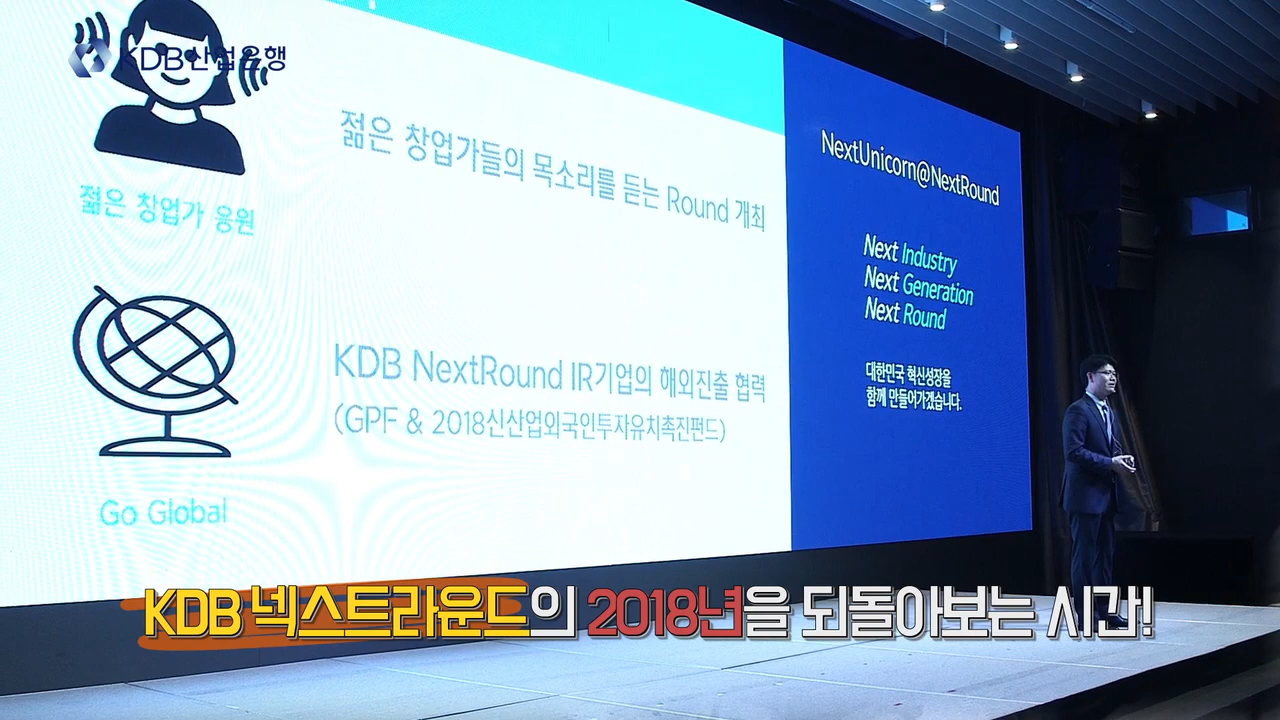 KDB산업은행
젊은 창업가 응원
젊은 창업가들의 목소리를 듣는 Round 개최
Go Global
KDB NextRound IR기업의 해외진출 협력
(GPF & 2018신산업외국인투자유치촉진펀드)
NextUnicorn@NextRound
Next Industry
Next Generation
Next Round
대한민국 혁신성장을
함께 만들어가겠습니다.
KDB 넥스트라운드의 2018년을 되돌아보는 시간!